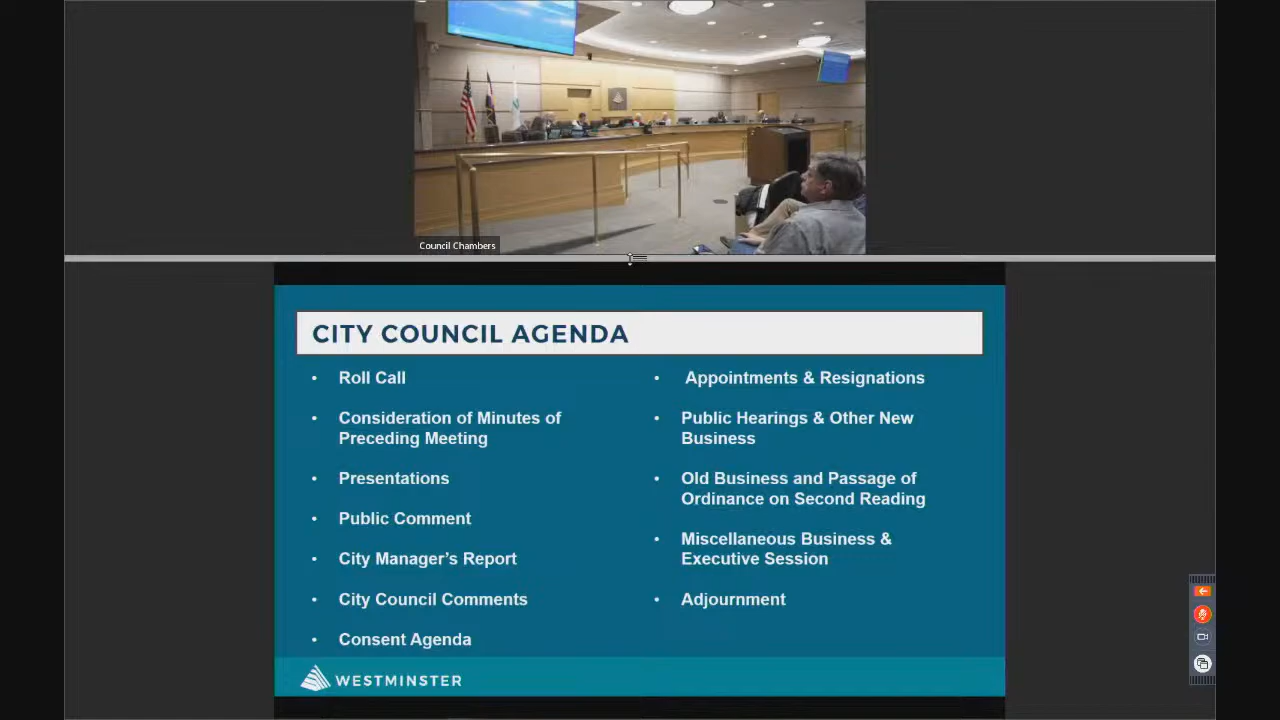 Council Chambers
CITY COUNCIL AGENDA
• Roll Call
• Consideration of Minutes of
Preceding Meeting
• Presentations
• Public Comment
• City Manager’s Report
• City Council Comments
• Consent Agenda
• Appointments & Resignations
• Public Hearings & Other New
Business
• Old Business and Passage of
Ordinance on Second Reading
• Miscellaneous Business &
Executive Session
• Adjournment
WESTMINSTER